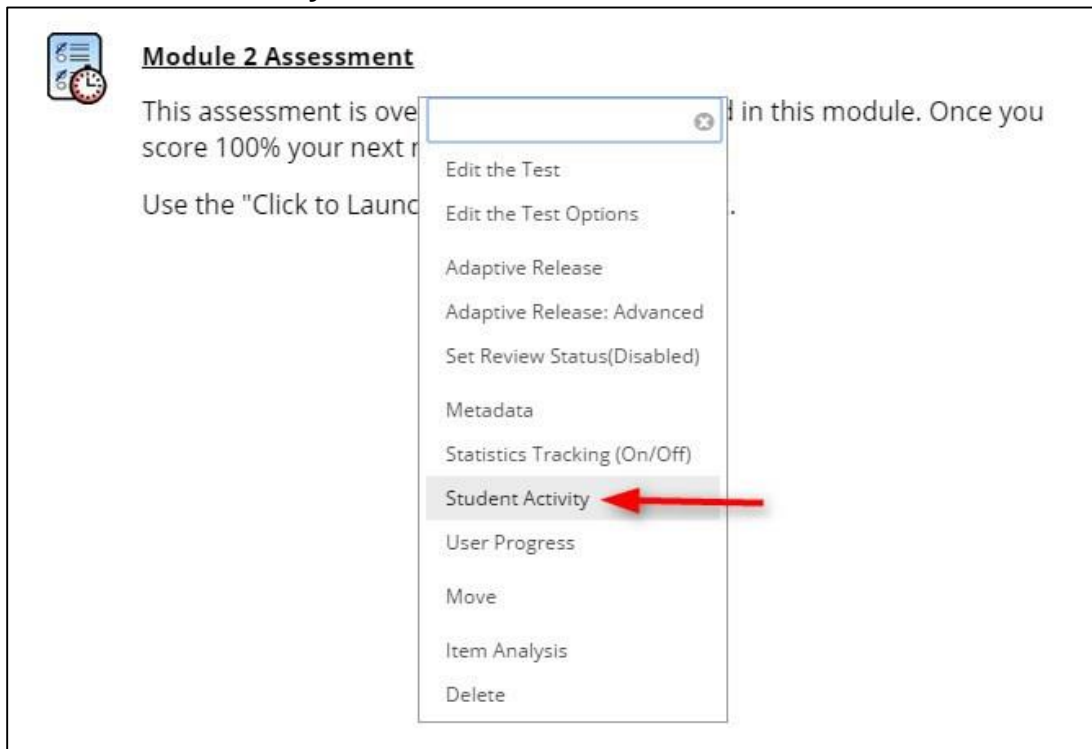 Module 2 Assessment
This assessment is ove
in this module. Once you
score 100% your next
Use the "Click to Launc
.
Edit the Test
Edit the Test Options
Adaptive Release
Adaptive Release: Advanced
Set Review Status(Disabled)
Metadata
Statistics Tracking (On/Off)
Student Activity
User Progress
Move
Item Analysis
Delete